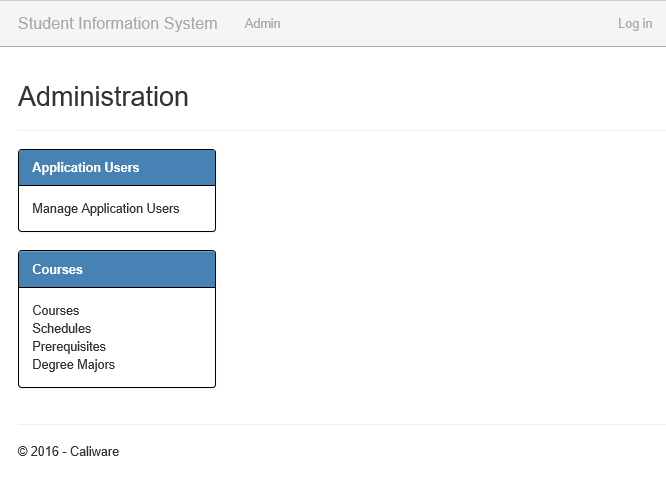 Student Information System Admin Log in
Administration
Application Users
Manage Application Users
Courses
Courses
Schedules
Prerequisites
Degree Majors
© 2016 - Caliware